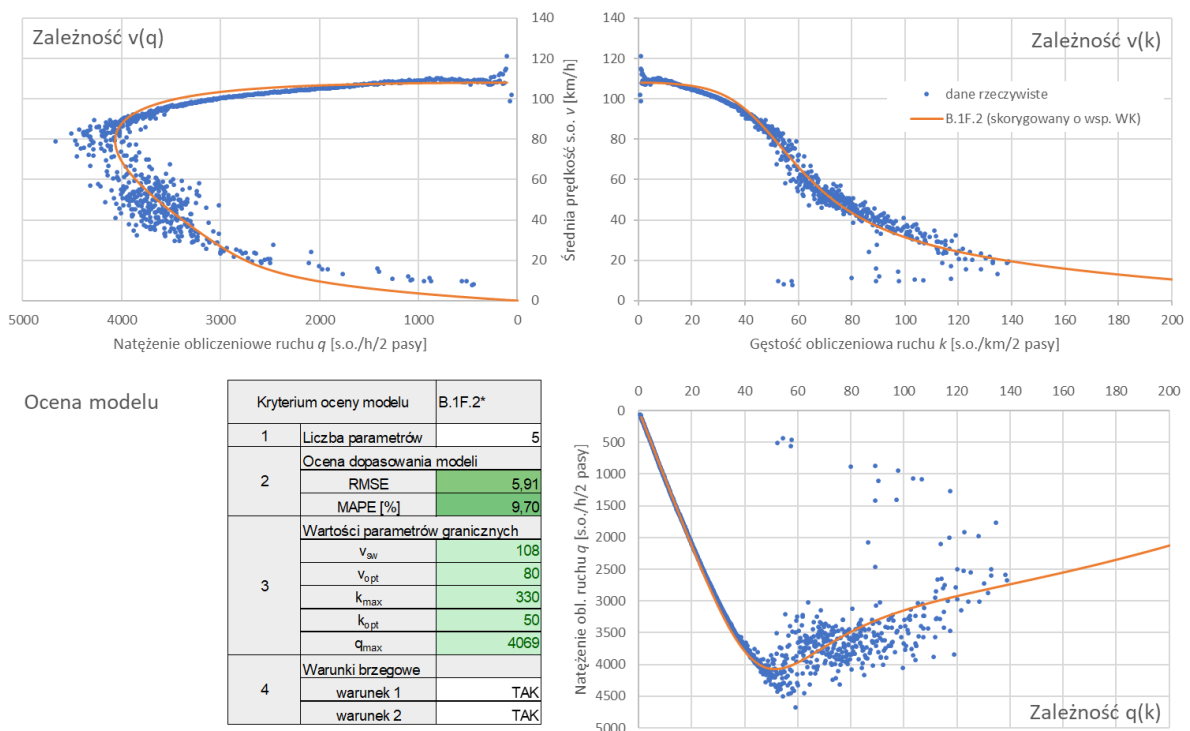 Zależność v(q)
140
120
100
80
60
40
20
0
5000 4000 3000 2000 1000 0
Natężenie obliczeniowe ruchu q [s.o./h/2 pasy]
Średnia prędkość s.o. v [km/h]
Zależność v(k)
140
120
100
80
60
40
20
0
dane rzeczywiste
B.1F.2 (skorygowany o wsp. WK)
0 20 40 60 80 100 120 140 160 180 200
Gęstość obliczeniowa ruchu k [s.o./km/2 pasy]
Ocena modelu
Kryterium oceny modelu B.1F.2*
1 Liczba parametrów 5
2 Ocena dopasowania modeli
RMSE 5,91
MAPE [%] 9,70
3 Wartości parametrów granicznych
vsw 108
vopt 80
kmax 330
kopt 50
qmax 4069
4 Warunki brzegowe
warunek 1 TAK
warunek 2 TAK
0 20 40 60 80 100 120 140 160 180 200
0
500
1000
1500
2000
2500
3000
3500
4000
4500
5000
Natężenie obl. ruchu q [s.o./h/2 pasy]
Zależność q(k)